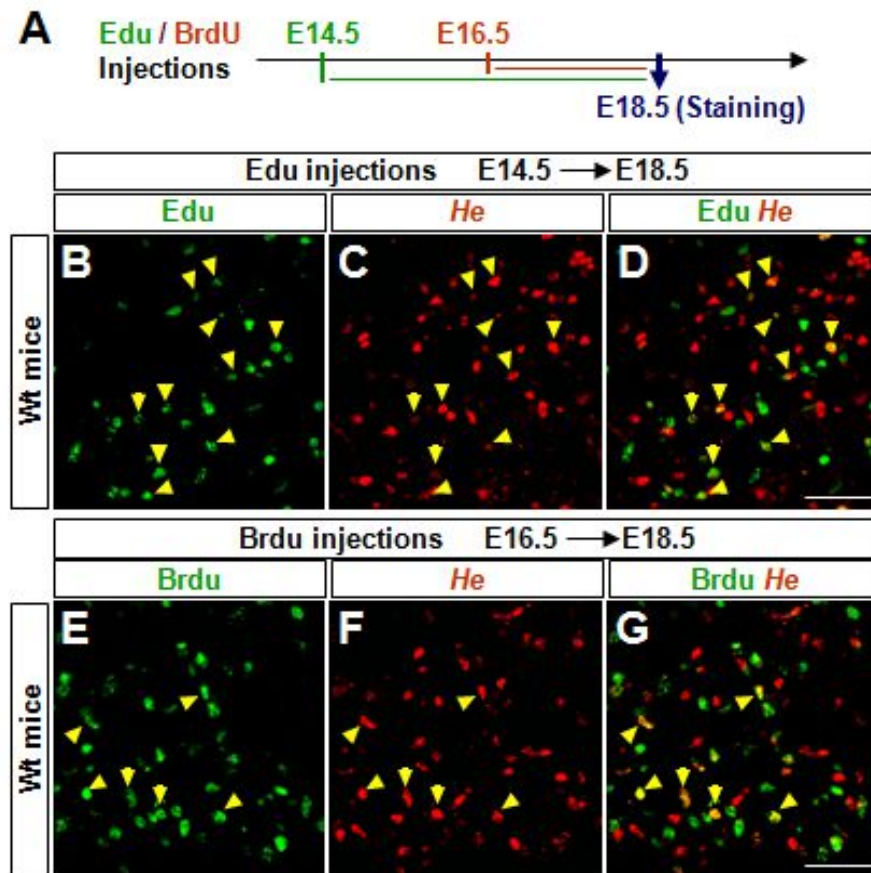 A
Edu / BrdU E14.5 E16.5
Injections
E18.5 (Staining)
Edu injections E14.5 → E18.5
Edu He Edu He
Wt mice
B C D
Brdu injections E16.5 → E18.5
Brdu He Brdu He
Wt mice
E F G